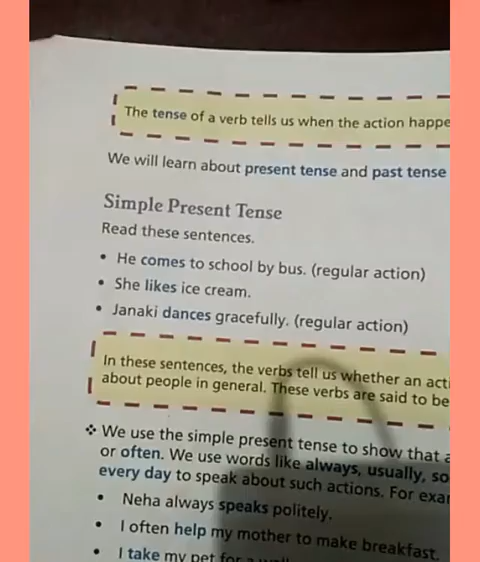 The tense of a verb tells us when the action happe
We will learn about present tense and past tense
Simple Present Tense
Read these sentences.
• He comes to school by bus. (regular action)
• She likes ice cream.
• Janaki dances gracefully. (regular action)
In these sentences, the verbs tell us whether an acti
about people in general. These verbs are said to be
❖ We use the simple present tense to show that a
or often. We use words like always, usually, so
every day to speak about such actions. For exa
• Neha always speaks politely.
• I often help my mother to make breakfast.
• I take my pet for a